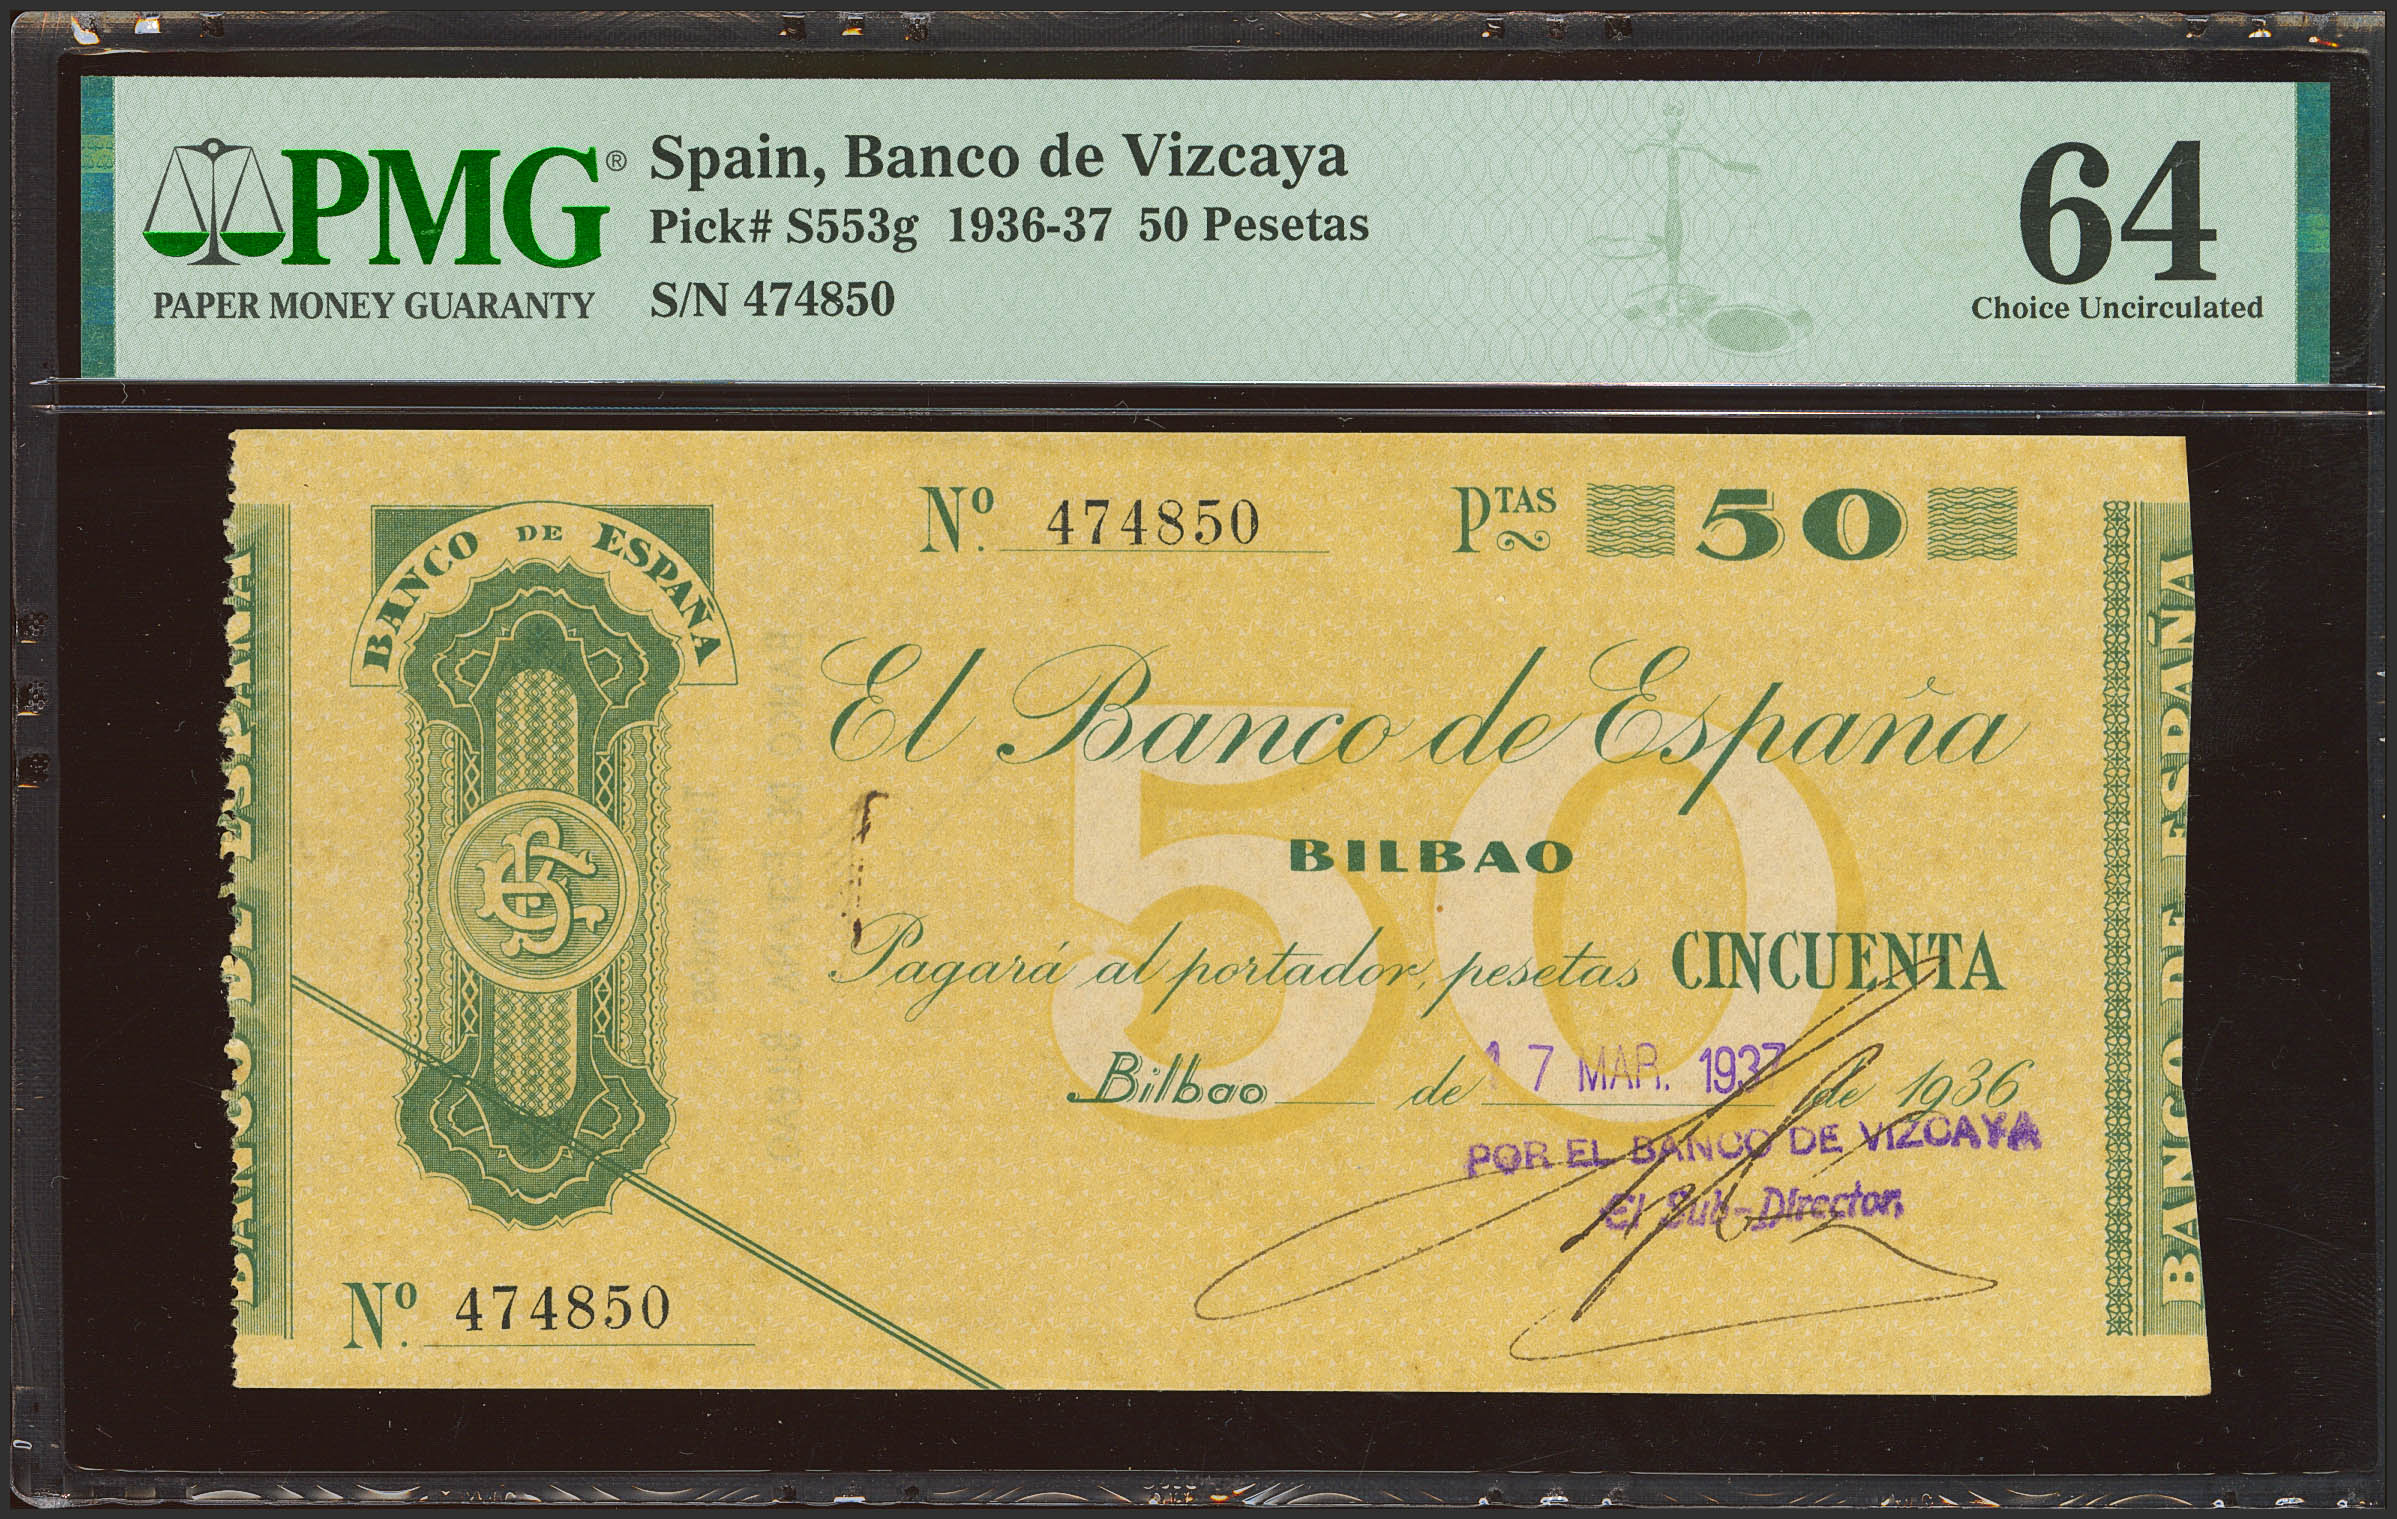 PMG® Spain, Banco de Vizcaya
Pick# S553g 1936-37 50 Pesetas
PAPER MONEY GUARANTY S/N 474850
64
Choice Uncirculated
Nº. 474850 PTAS 50
BANCO DE ESPAÑA
El Banco de España
BILBAO
Pagará al portador, pesetas CINCUENTA
Bilbao de 17 MAR. 1937 de 1936
POR EL BANCO DE VIZCAYA
El Sub-Director,
Nº. 474850
BANCO DE ESPAÑA
BANCO DE ESPAÑA